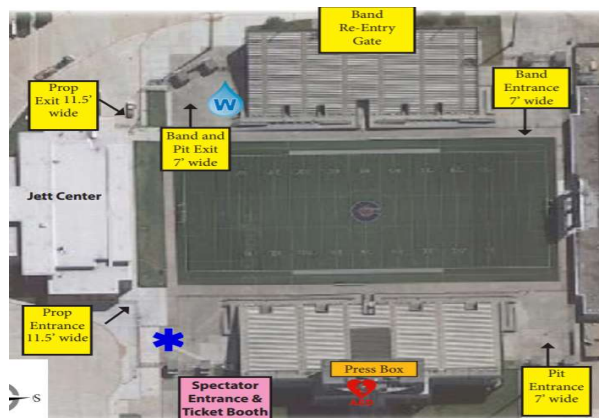 Band
Re-Entry
Gate
Prop
Exit 11.5'
wide
W
Band and
Pit Exit
7' wide
Band
Entrance
7' wide
Jett Center
Prop
Entrance
11.5' wide
Press Box
Spectator
Entrance &
Ticket Booth
Pit
Entrance
7' wide
S